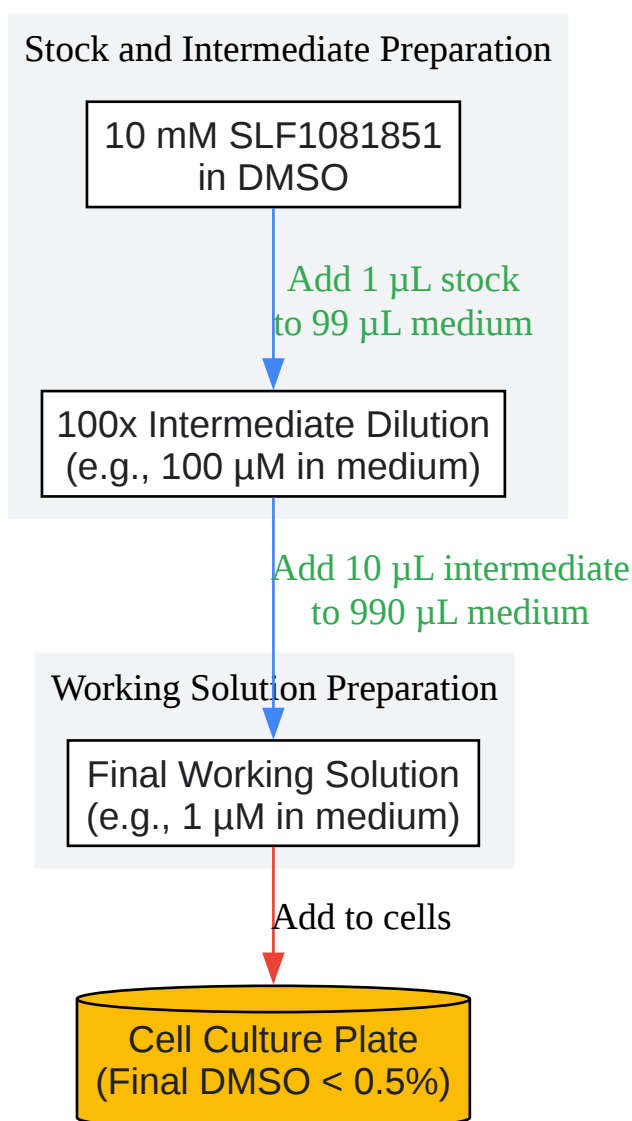 Stock and Intermediate Preparation
10 mM SLF1081851
in DMSO
Add 1 µL stock
to 99 µL medium
100x Intermediate Dilution
(e.g., 100 µM in medium)
Add 10 µL intermediate
to 990 µL medium
Working Solution Preparation
Final Working Solution
(e.g., 1 µM in medium)
Add to cells
Cell Culture Plate
(Final DMSO < 0.5%)